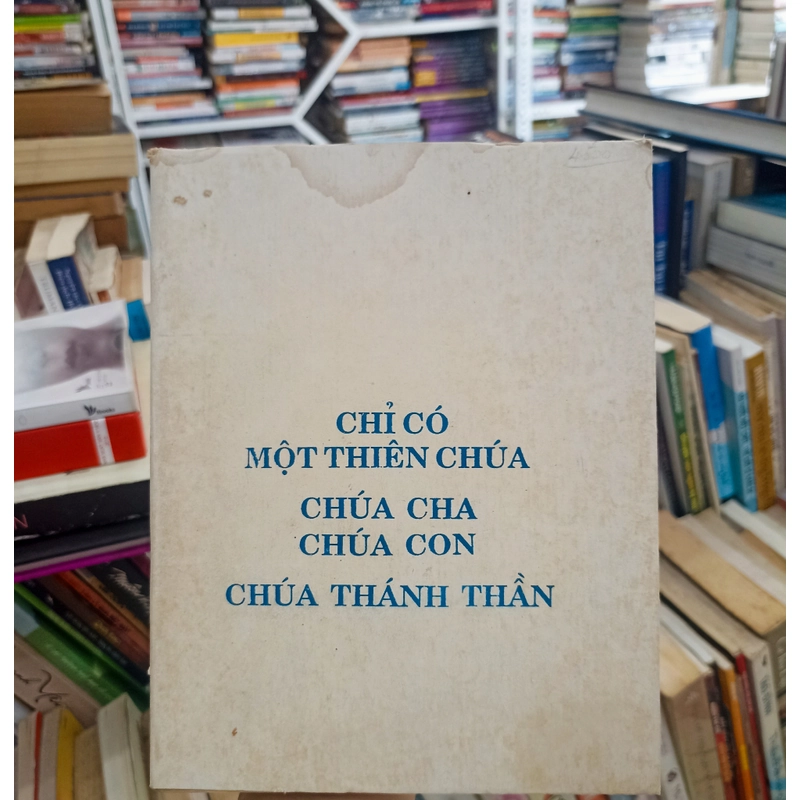 CHỈ CÓ
MỘT THIÊN CHÚA
CHÚA CHA
CHÚA CON
CHÚA THÁNH THẦN